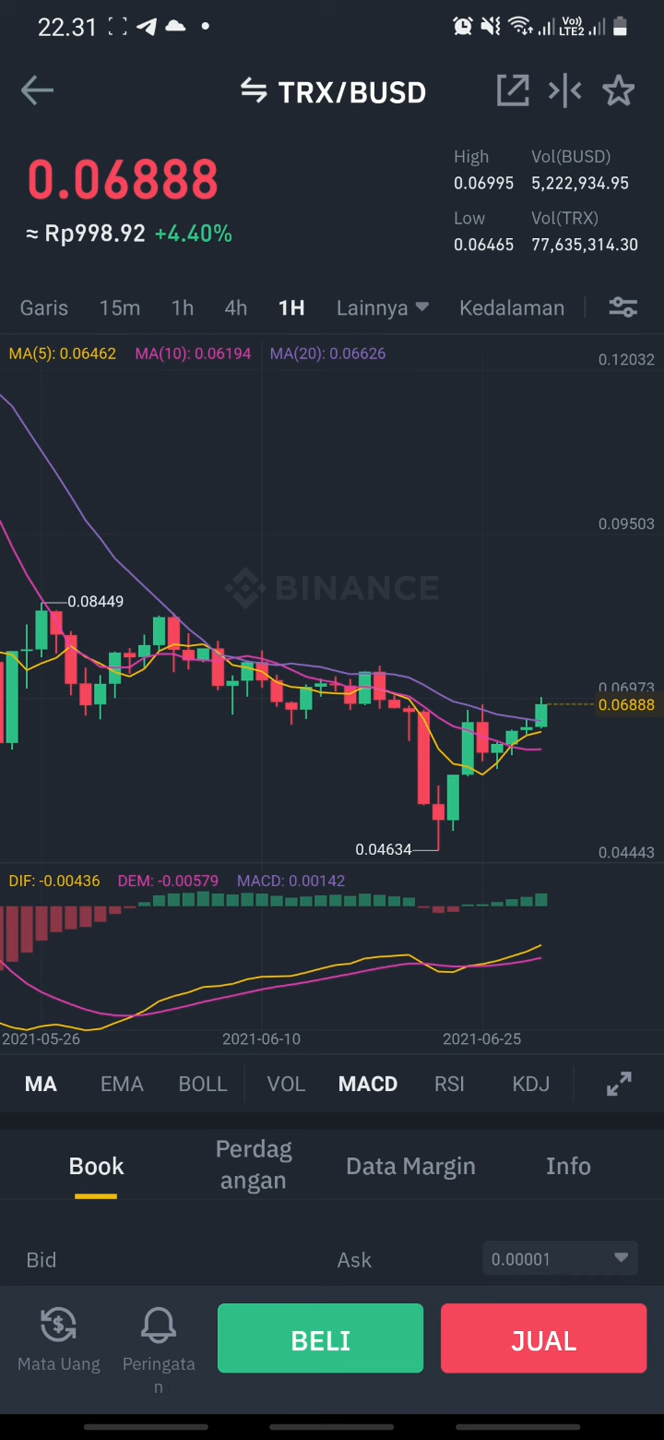 22.31
Vo))
LTE2
TRX/BUSD
0.06888
≈ Rp998.92 +4.40%
High
0.06995
Low
0.06465
Vol(BUSD)
5,222,934.95
Vol(TRX)
77,635,314.30
Garis 15m 1h 4h 1H Lainnya Kedalaman
MA(5): 0.06462 MA(10): 0.06194 MA(20): 0.06626
0.12032
0.09503
BINANCE
0.08449
0.06973
0.06888
0.04634
0.04443
DIF: -0.00436 DEM: -0.00579 MACD: 0.00142
2021-05-26 2021-06-10 2021-06-25
MA EMA BOLL VOL MACD RSI KDJ
Book
Perdag
angan
Data Margin
Info
Bid Ask 0.00001
Mata Uang
Peringata
n
BELI
JUAL